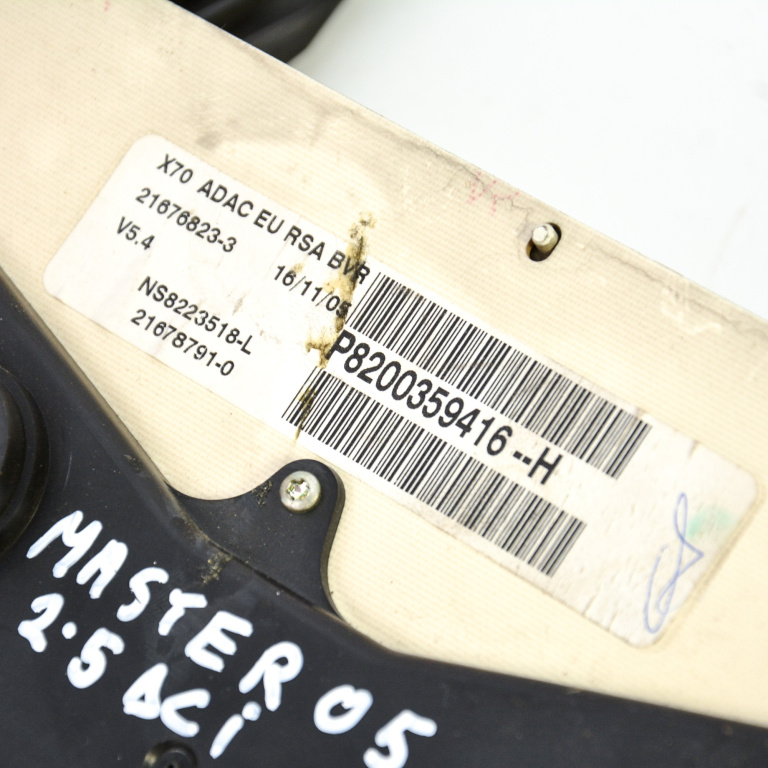 X70 ADAC EU RSA BVR
21676823-3
V5.4
16/11/05
NS8223518-L
21678791-0
P8200359416--H
MASTER 05
2.5 DCi